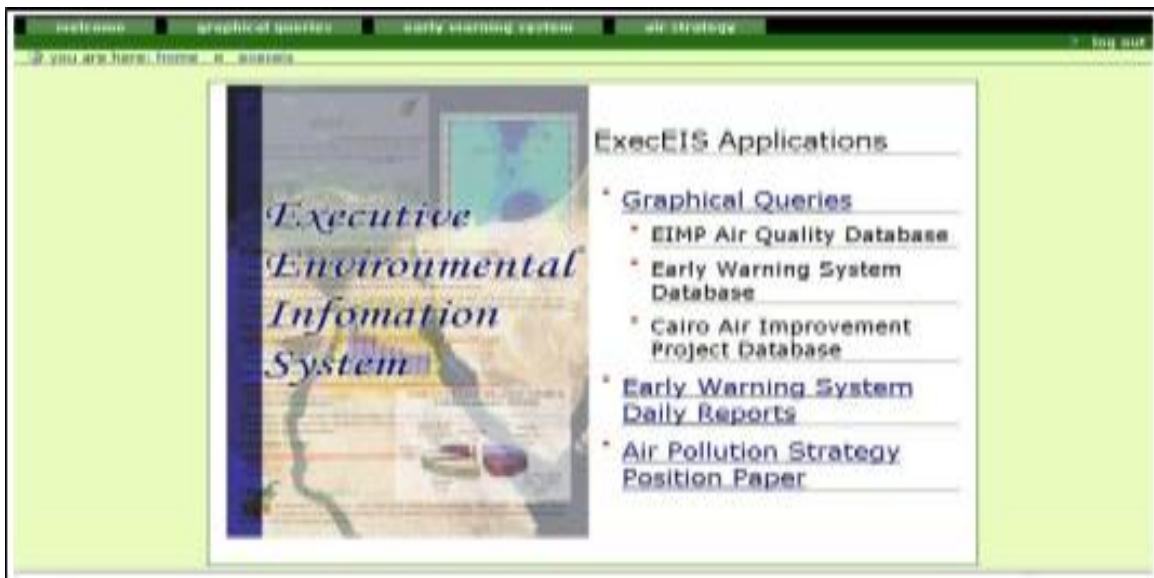 welcome graphical queries early warning system air strategy
? log out
you are here: home
Executive
Environmental
Infomation
System
ExecEIS Applications
Graphical Queries
EIMP Air Quality Database
Early Warning System
Database
Cairo Air Improvement
Project Database
Early Warning System
Daily Reports
Air Pollution Strategy
Position Paper